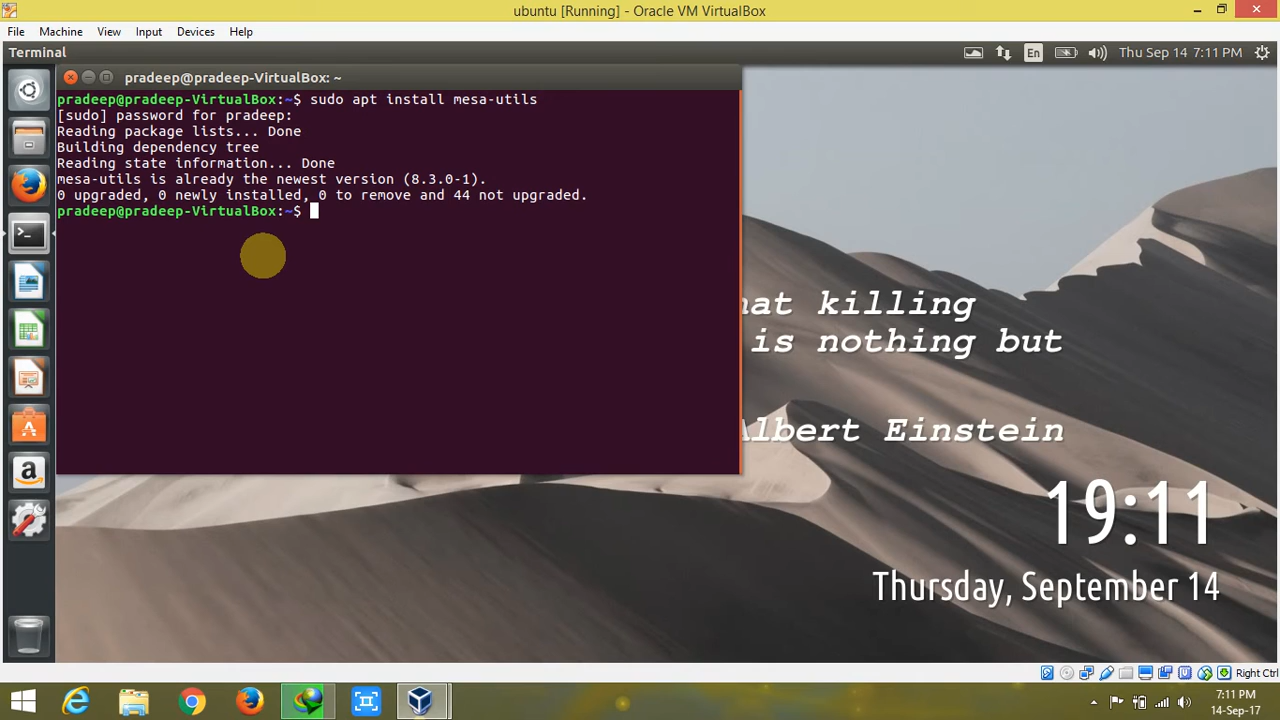 ubuntu [Running] - Oracle VM VirtualBox
File Machine View Input Devices Help
Terminal
En
Thu Sep 14 7:11 PM
pradeep@pradeep-VirtualBox: ~
pradeep@pradeep-VirtualBox:~$ sudo apt install mesa-utils
[sudo] password for pradeep:
Reading package lists... Done
Building dependency tree
Reading state information... Done
mesa-utils is already the newest version (8.3.0-1).
0 upgraded, 0 newly installed, 0 to remove and 44 not upgraded.
pradeep@pradeep-VirtualBox:~$
hat killing
is nothing but
Albert Einstein
19:11
Thursday, September 14
Right Ctrl
7:11 PM
14-Sep-17